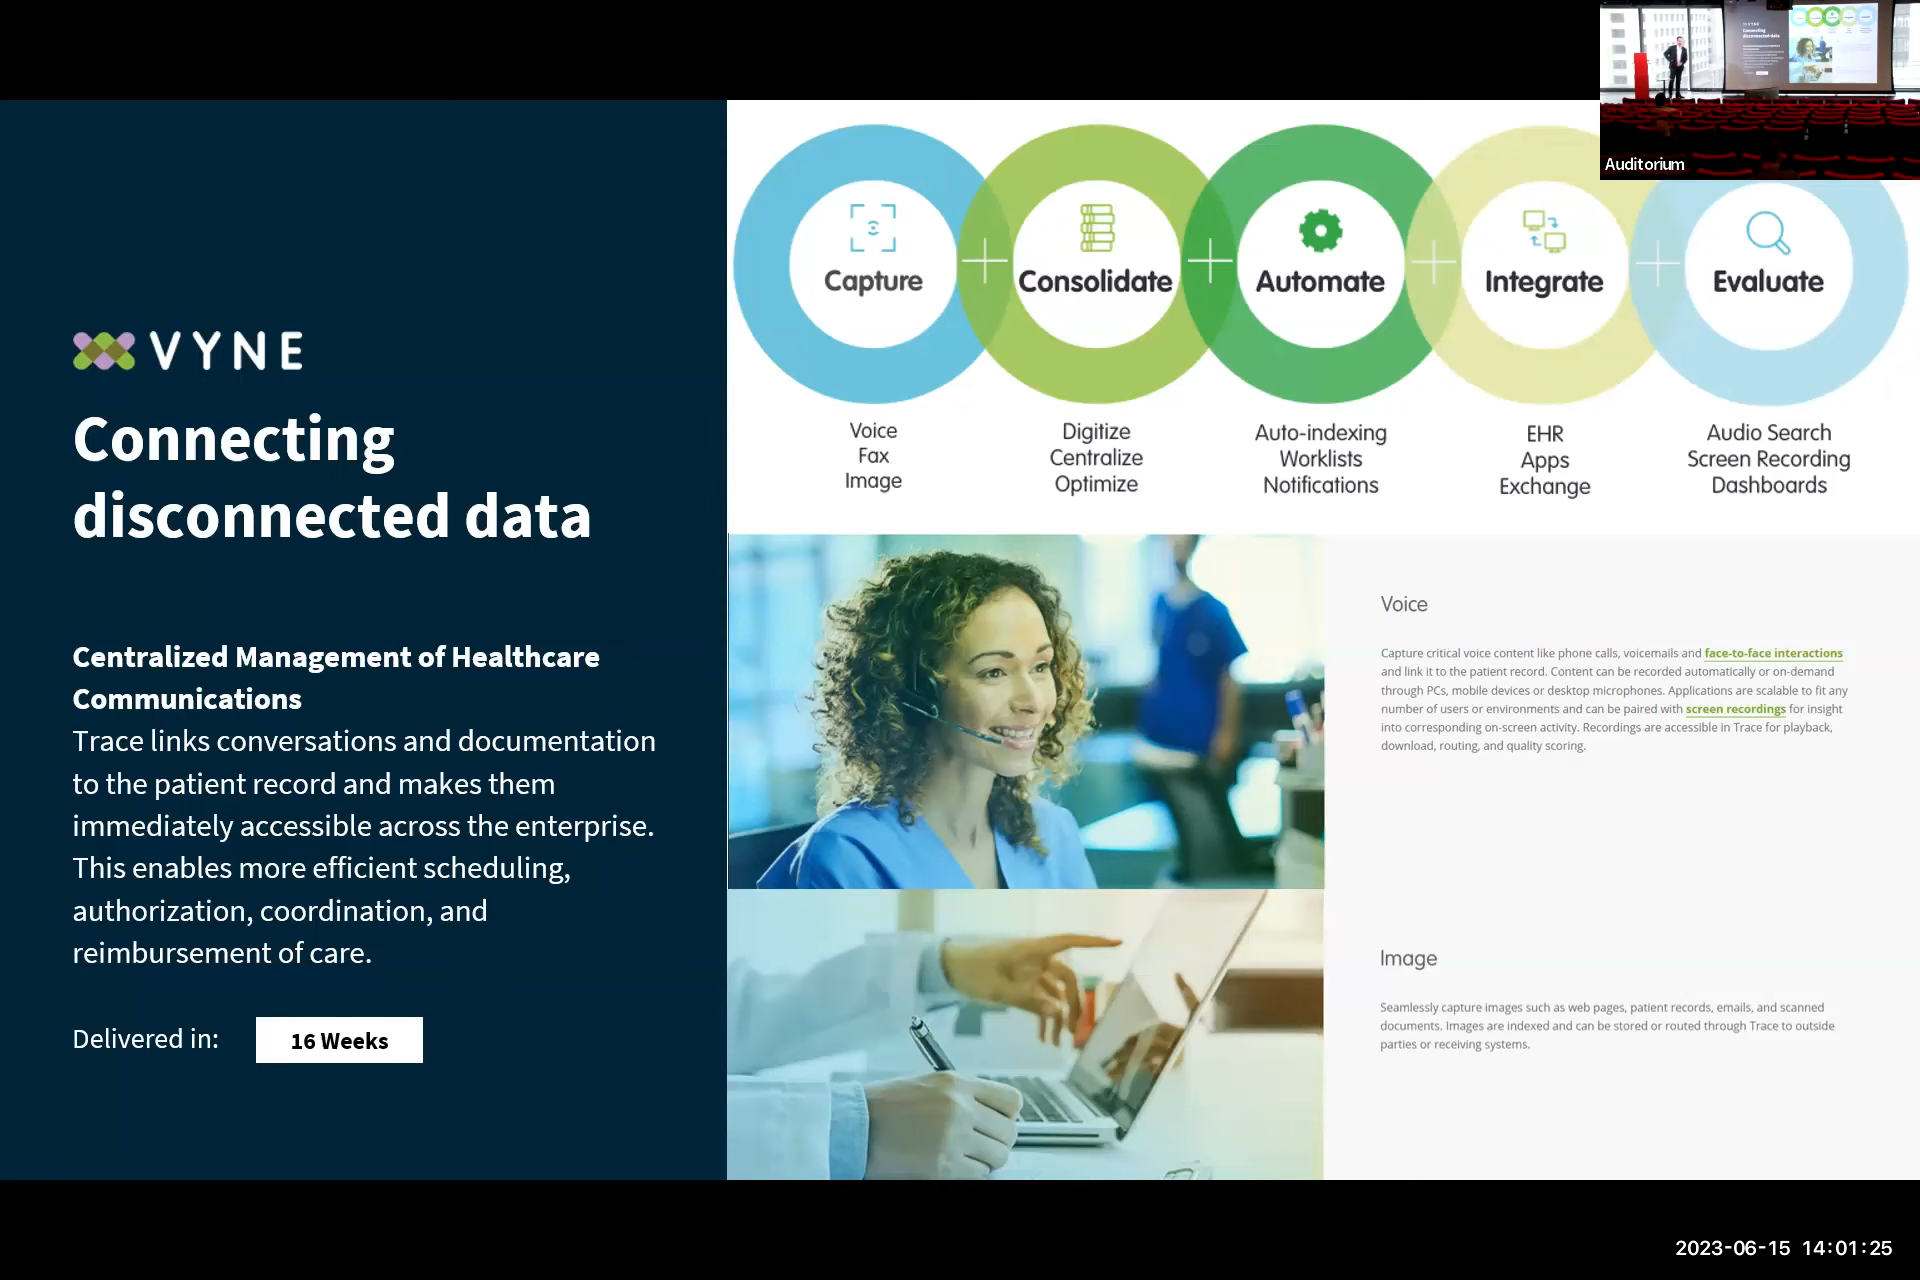 VYNE
Connecting
disconnected data
Centralized Management of Healthcare
Communications
Trace links conversations and documentation
to the patient record and makes them
immediately accessible across the enterprise.
This enables more efficient scheduling,
authorization, coordination, and
reimbursement of care.
Delivered in:
16 Weeks
Capture
Consolidate
Automate
Integrate
Evaluate
Voice
Fax
Image
Digitize
Centralize
Optimize
Auto-indexing
Worklists
Notifications
EHR
Apps
Exchange
Audio Search
Screen Recording
Dashboards
Voice
Capture critical voice content like phone calls, voicemails and face-to-face interactions
and link it to the patient record. Content can be recorded automatically or on-demand
through PCs, mobile devices or desktop microphones. Applications are scalable to fit any
number of users or environments and can be paired with screen recordings for insight
into corresponding on-screen activity. Recordings are accessible in Trace for playback,
download, routing, and quality scoring.
Image
Seamlessly capture images such as web pages, patient records, emails, and scanned
documents. Images are indexed and can be stored or routed through Trace to outside
parties or receiving systems.
Auditorium
2023-06-15 14:01:25